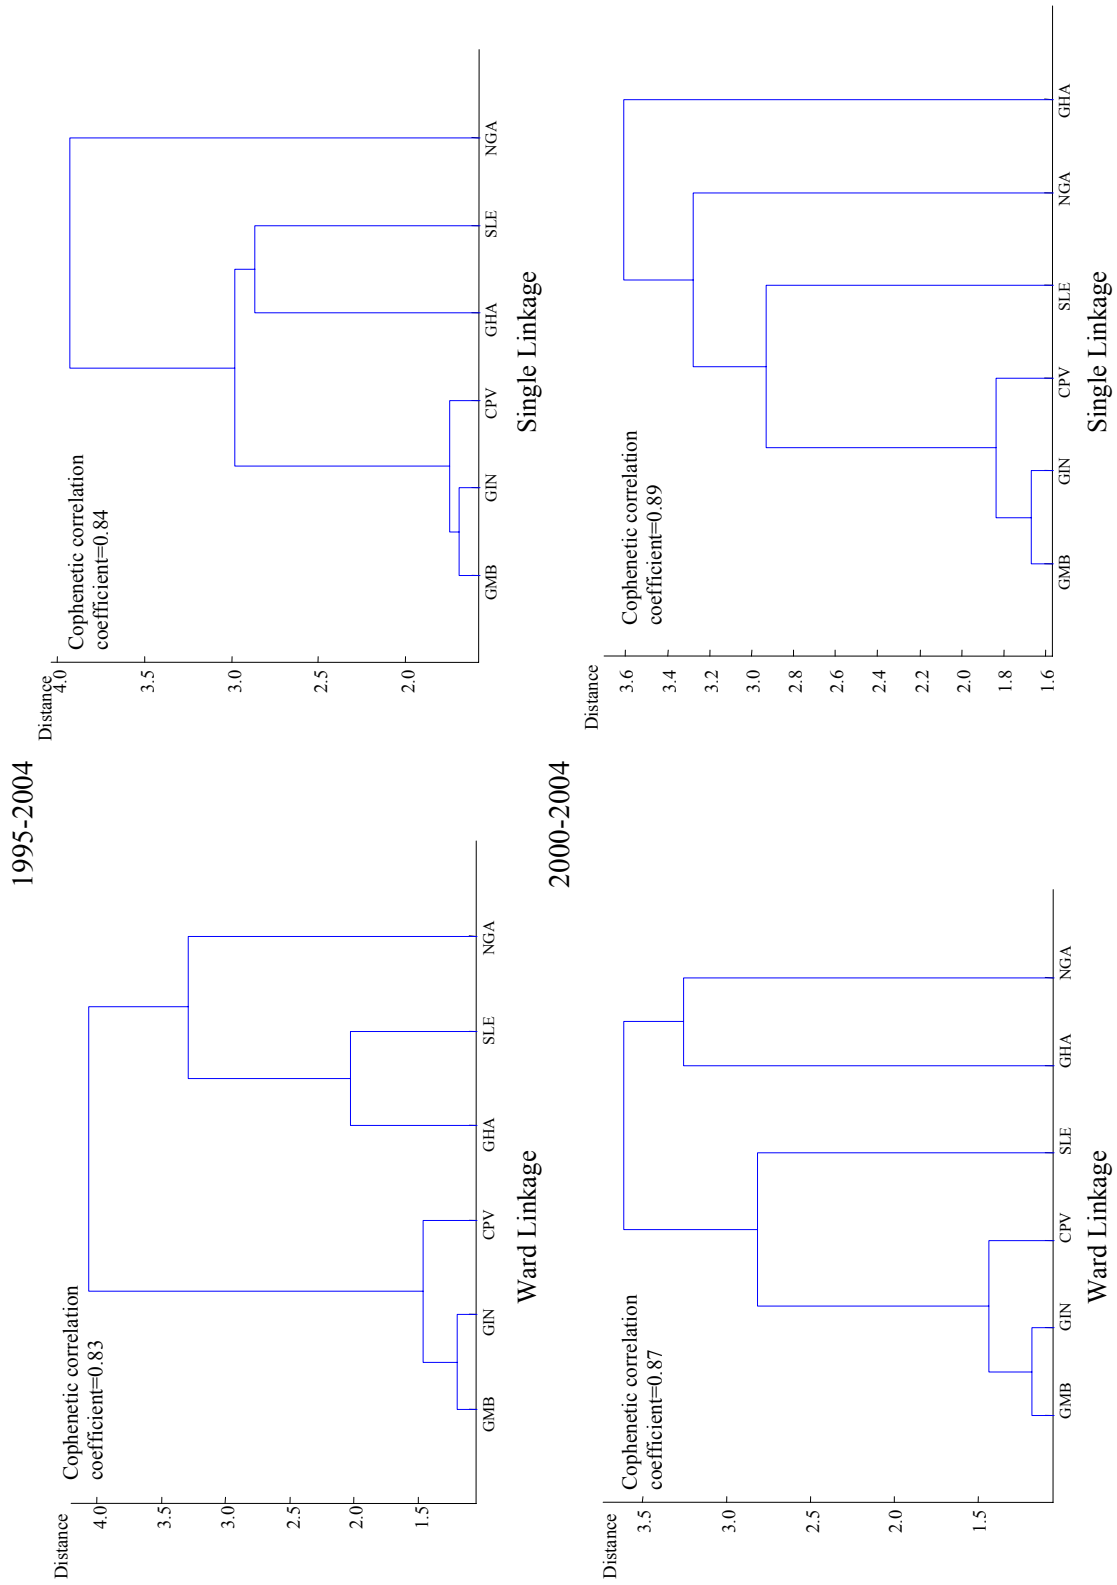 1995-2004
Distance
4.0
3.5
3.0
2.5
2.0
1.5
Cophenetic correlation
coefficient=0.83
GMB GIN CPV GHA SLE NGA
Ward Linkage
Distance
4.0
3.5
3.0
2.5
2.0
Cophenetic correlation
coefficient=0.84
GMB GIN CPV GHA SLE NGA
Single Linkage
2000-2004
Distance
3.5
3.0
2.5
2.0
1.5
Cophenetic correlation
coefficient=0.87
GMB GIN CPV SLE GHA NGA
Ward Linkage
Distance
3.6
3.4
3.2
3.0
2.8
2.6
2.4
2.2
2.0
1.8
1.6
Cophenetic correlation
coefficient=0.89
GMB GIN CPV SLE NGA GHA
Single Linkage